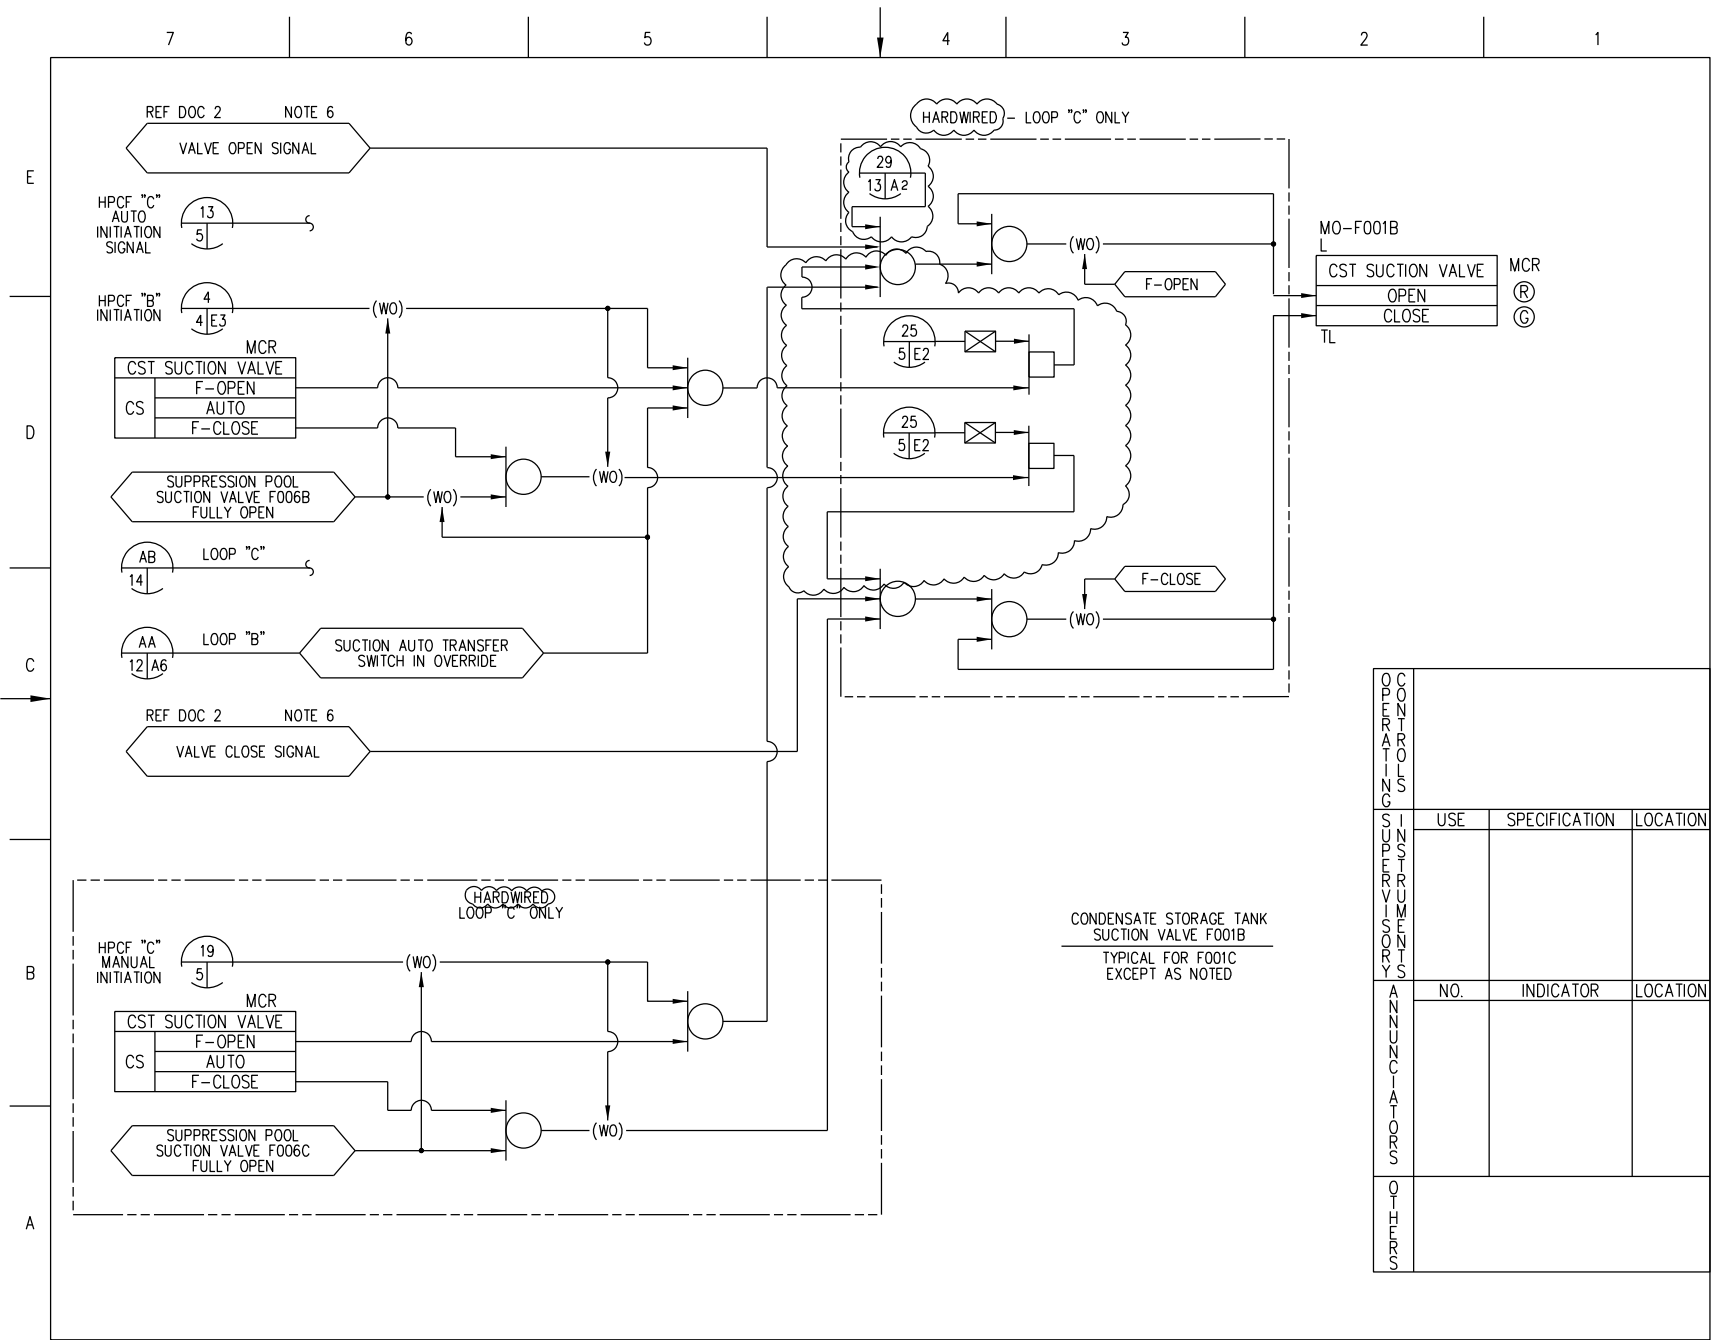 7 6 5 4 3 2 1
REF DOC 2 NOTE 6
VALVE OPEN SIGNAL
HARDWIRED - LOOP "C" ONLY
E
29
13 A2
HPCF "C"
AUTO
INITIATION
SIGNAL
13
5
(WO)
F-OPEN
MO-F001B
L
CST SUCTION VALVE
OPEN
CLOSE
TL
MCR
R
G
HPCF "B"
INITIATION
4
4 E3
(WO)
25
5 E2
MCR
CST SUCTION VALVE
CS
F-OPEN
AUTO
F-CLOSE
D
25
5 E2
SUPPRESSION POOL
SUCTION VALVE F006B
FULLY OPEN
(WO)
(WO)
AB
14
LOOP "C"
F-CLOSE
(WO)
C
AA
12 A6
LOOP "B"
SUCTION AUTO TRANSFER
SWITCH IN OVERRIDE
REF DOC 2 NOTE 6
VALVE CLOSE SIGNAL
HARDWIRED
LOOP "C" ONLY
B
HPCF "C"
MANUAL
INITIATION
19
5
(WO)
MCR
CST SUCTION VALVE
CS
F-OPEN
AUTO
F-CLOSE
(WO)
SUPPRESSION POOL
SUCTION VALVE F006C
FULLY OPEN
A
CONDENSATE STORAGE TANK
SUCTION VALVE F001B
TYPICAL FOR F001C
EXCEPT AS NOTED
OPERATING
CONTROLS
SUPERVISORY
INSTRUMENTS
USE SPECIFICATION LOCATION
ANNUNCIATORS
NO. INDICATOR LOCATION
OTHERS